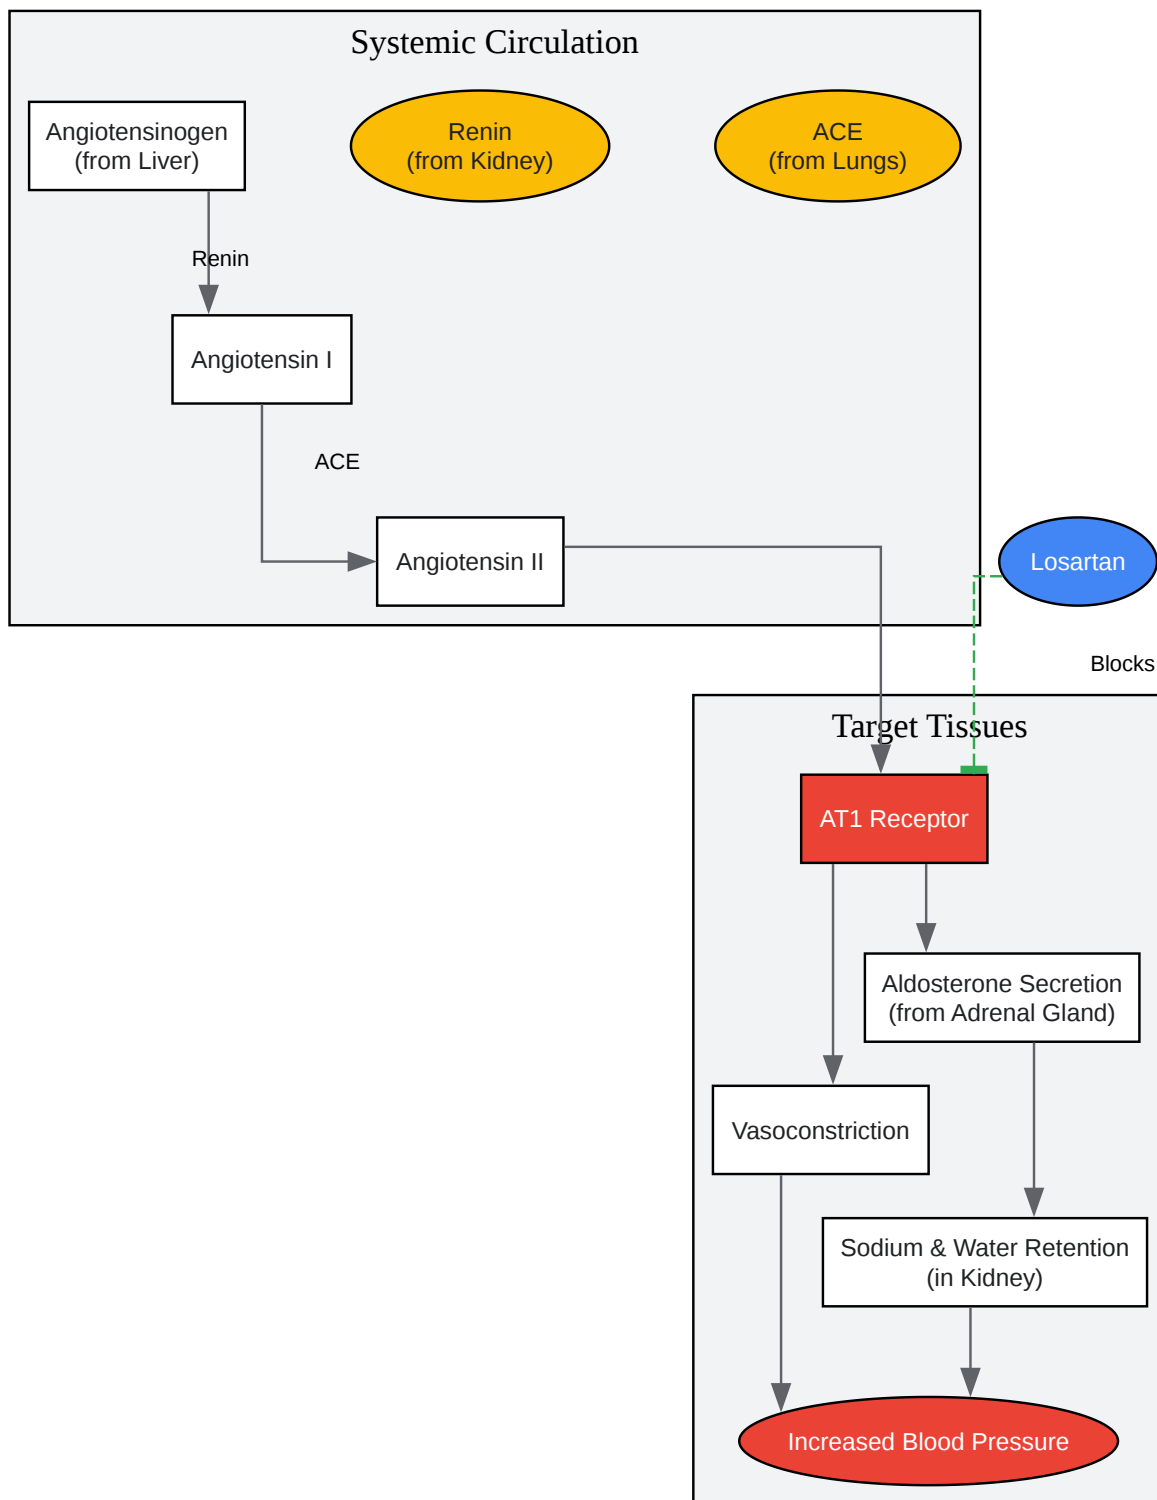 Systemic Circulation
Angiotensinogen
(from Liver)
Renin
(from Kidney)
ACE
(from Lungs)
Renin
Angiotensin I
ACE
Angiotensin II
Losartan
Blocks
Target Tissues
AT1 Receptor
Aldosterone Secretion
(from Adrenal Gland)
Vasoconstriction
Sodium & Water Retention
(in Kidney)
Increased Blood Pressure